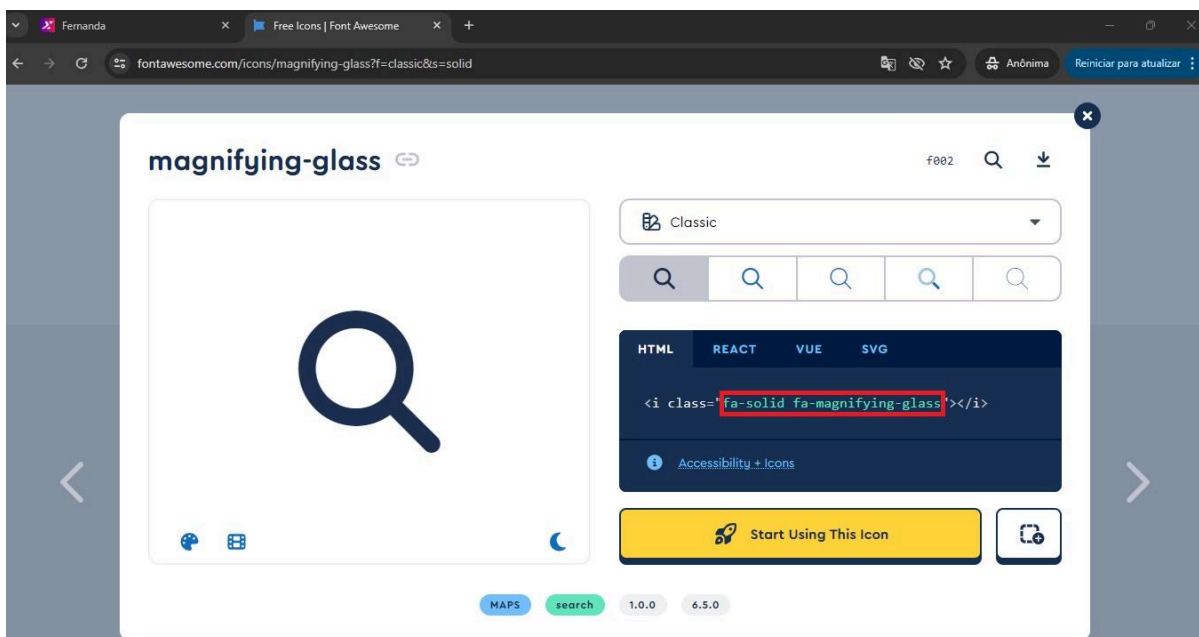 Fernanda
Free Icons | Font Awesome
fontawesome.com/icons/magnifying-glass?f=classic&s=solid
Anônima
Reiniciar para atualizar
magnifying-glass
f002
Classic
HTML REACT VUE SVG
<i class="fa-solid fa-magnifying-glass"></i>
Accessibility + Icons
Start Using This Icon
MAPS search 1.0.0 6.5.0